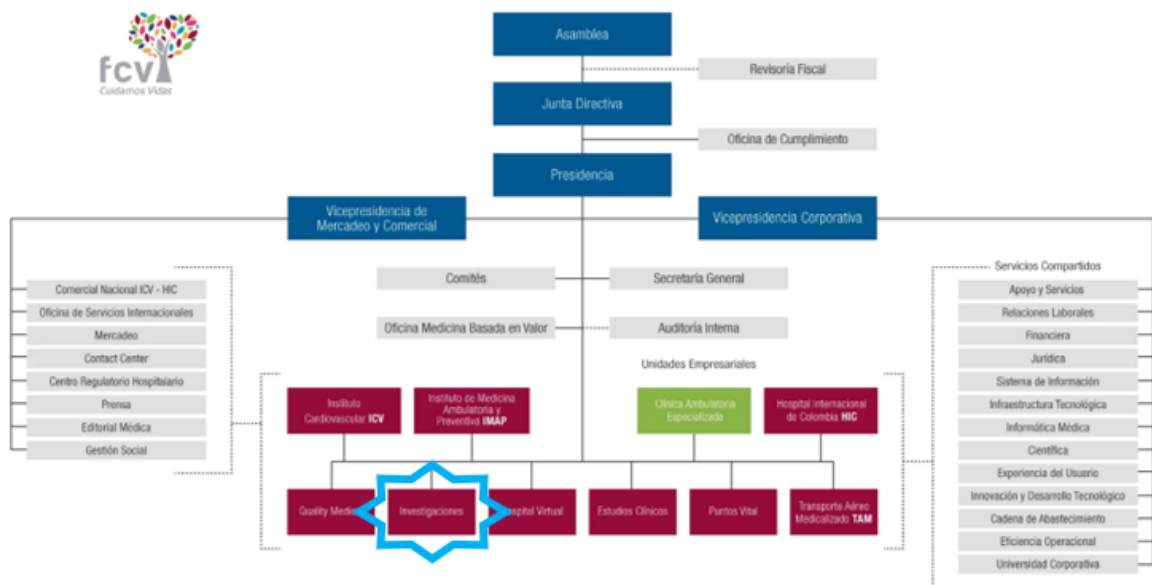 fcv
Cuidamos Vidas
Asamblea
Revisoría Fiscal
Junta Directiva
Oficina de Cumplimiento
Presidencia
Vicepresidencia de
Mercadeo y Comercial
Vicepresidencia Corporativa
Comités
Secretaría General
Oficina Medicina Basada en Valor
Auditoría Interna
Comercial Nacional ICV - HIC
Oficina de Servicios Internacionales
Mercadeo
Contact Center
Centro Regulatorio Hospitalario
Prensa
Editorial Médica
Gestión Social
Servicios Compartidos
Apoyo y Servicios
Relaciones Laborales
Financiera
Jurídica
Sistema de Información
Infraestructura Tecnológica
Informática Médica
Científica
Experiencia del Usuario
Innovación y Desarrollo Tecnológico
Cadena de Abastecimiento
Eficiencia Operacional
Universidad Corporativa
Unidades Empresariales
Instituto
Cardiovascular ICV
Instituto de Medicina
Ambulatoria y
Preventiva IMAP
Clínica Ambulatoria
Especializada
Hospital Internacional
de Colombia HIC
Quality Medic
Investigaciones
ospital Virtual
Estudios Clínicos
Puntos Vital
Transporte Aéreo
Medicalizado TAM